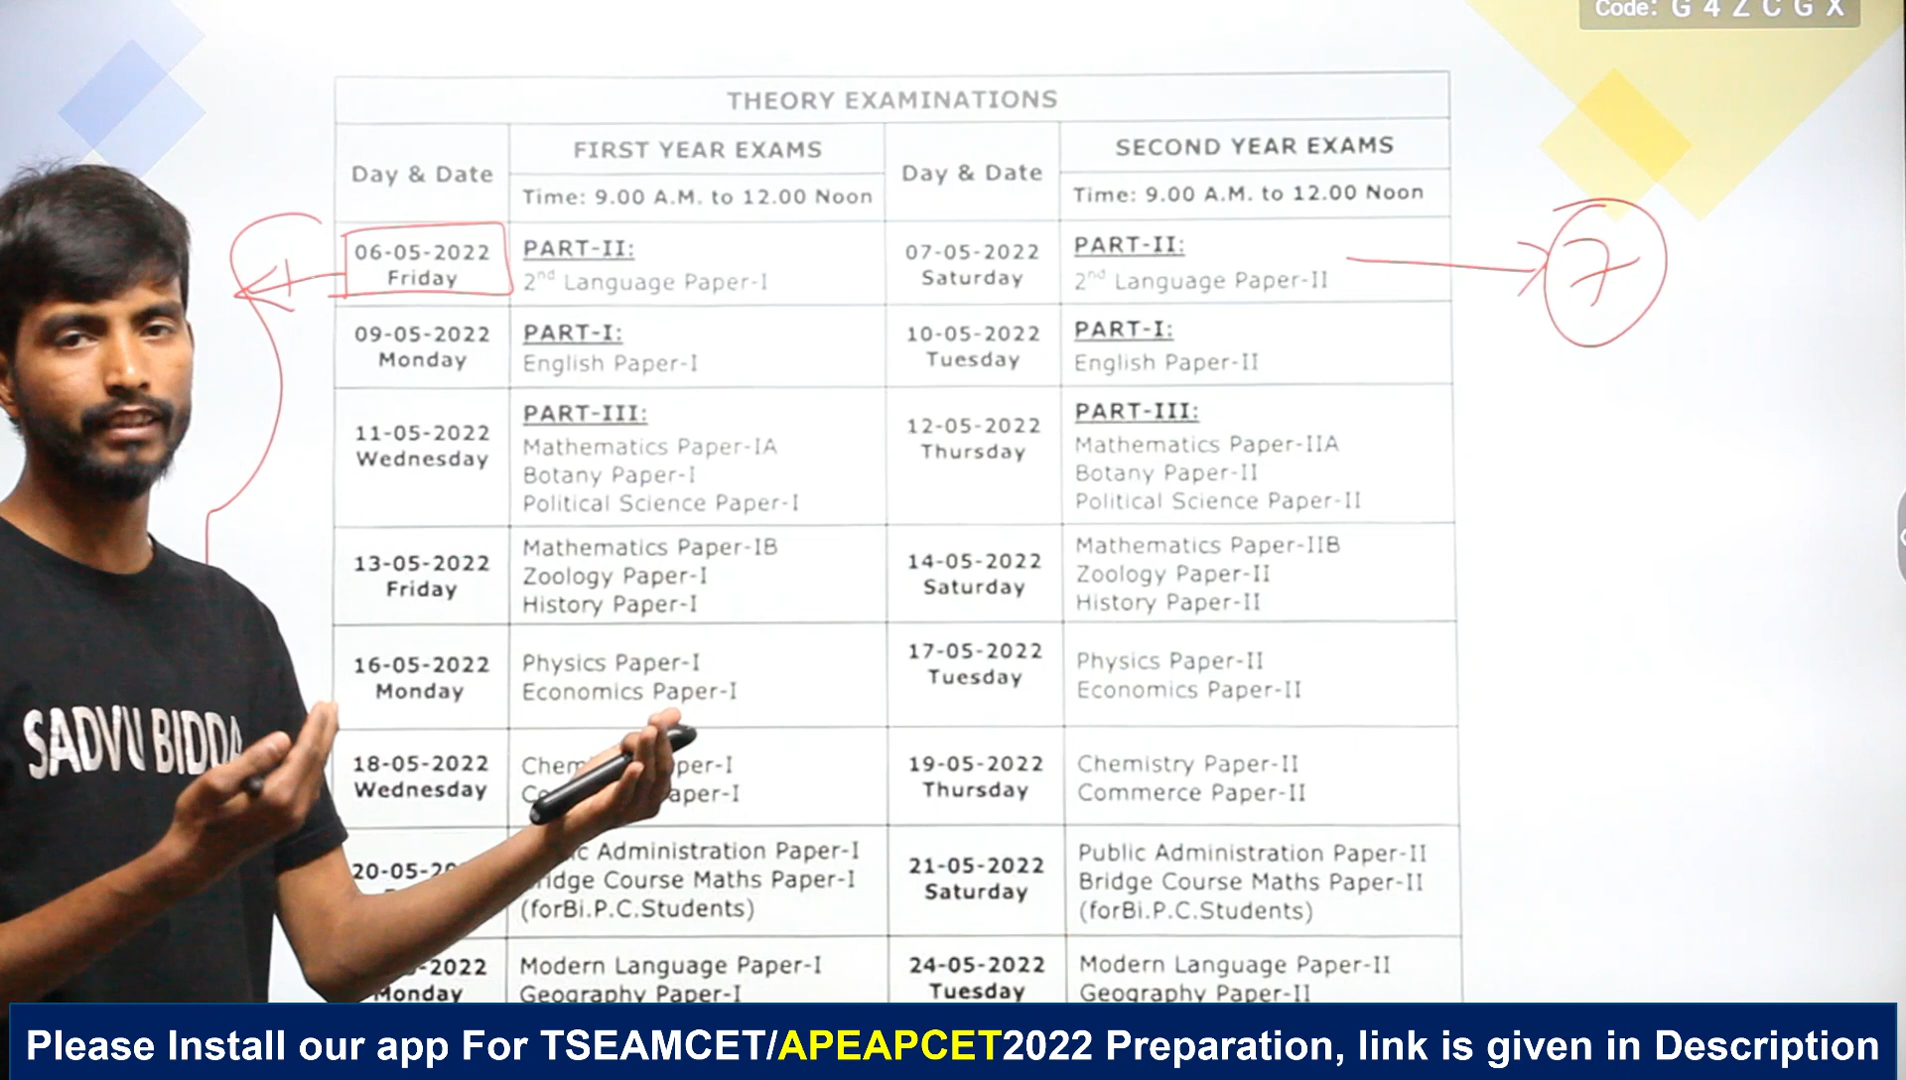 Code: G 4 Z C G X
THEORY EXAMINATIONS
Day & Date
FIRST YEAR EXAMS
Time: 9.00 A.M. to 12.00 Noon
Day & Date
SECOND YEAR EXAMS
Time: 9.00 A.M. to 12.00 Noon
06-05-2022
Friday
PART-II:
2nd Language Paper-I
07-05-2022
Saturday
PART-II:
2nd Language Paper-II
7
09-05-2022
Monday
PART-I:
English Paper-I
10-05-2022
Tuesday
PART-I:
English Paper-II
11-05-2022
Wednesday
PART-III:
Mathematics Paper-IA
Botany Paper-I
Political Science Paper-I
12-05-2022
Thursday
PART-III:
Mathematics Paper-IIA
Botany Paper-II
Political Science Paper-II
13-05-2022
Friday
Mathematics Paper-IB
Zoology Paper-I
History Paper-I
14-05-2022
Saturday
Mathematics Paper-IIB
Zoology Paper-II
History Paper-II
16-05-2022
Monday
Physics Paper-I
Economics Paper-I
17-05-2022
Tuesday
Physics Paper-II
Economics Paper-II
18-05-2022
Wednesday
19-05-2022
Thursday
Chemistry Paper-II
Commerce Paper-II
Administration Paper-I
Course Maths Paper-I
(forBi.P.C.Students)
21-05-2022
Saturday
Public Administration Paper-II
Bridge Course Maths Paper-II
(forBi.P.C.Students)
-2022
Monday
Modern Language Paper-I
Geography Paper-I
24-05-2022
Tuesday
Modern Language Paper-II
Geography Paper-II
SADVU BIDDA
Please Install our app For TSEAMCET/APEAPCET2022 Preparation, link is given in Description